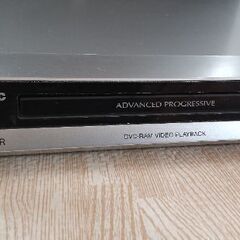 ADVANCED PROGRESSIVE
DVD-RAM VIDEO PLAYBACK